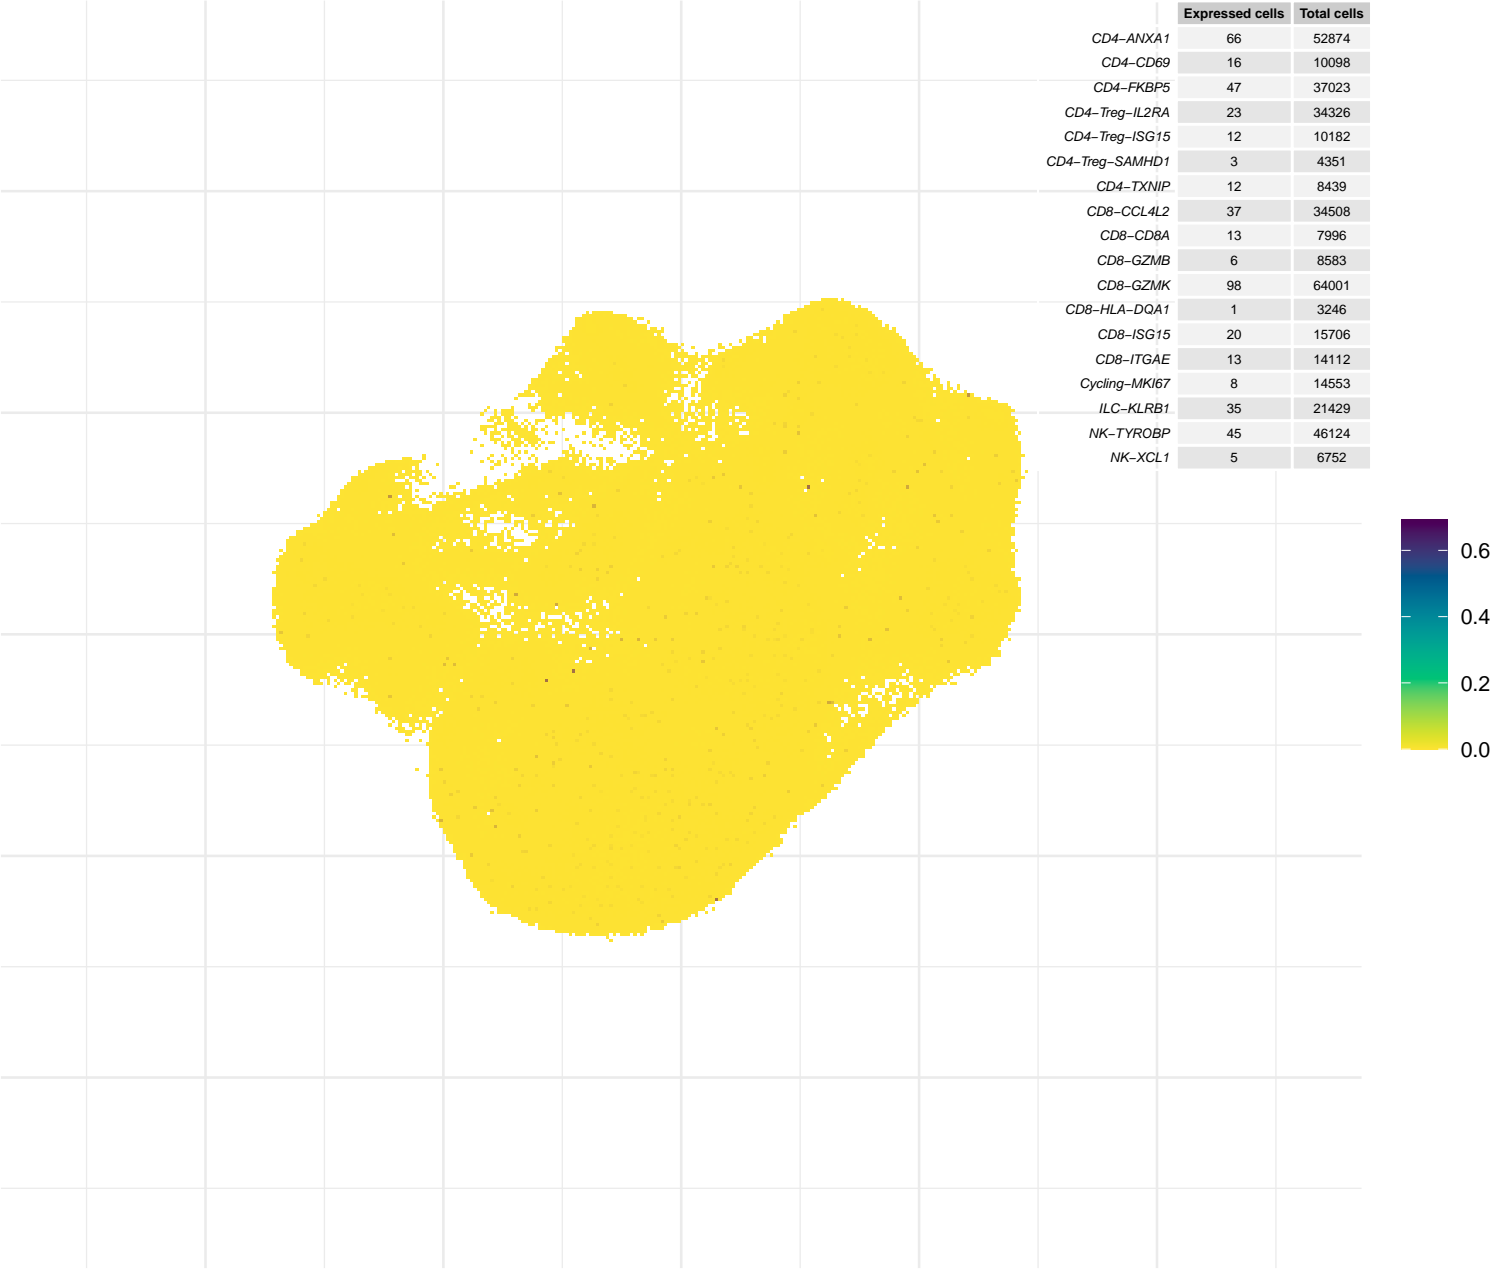 Expressed cells Total cells
CD4−ANXA1 66 52874
CD4−CD69 16 10098
CD4−FKBP5 47 37023
CD4−Treg−IL2RA 23 34326
CD4−Treg−ISG15 12 10182
CD4−Treg−SAMHD1 3 4351
CD4−TXNIP 12 8439
CD8−CCL4L2 37 34508
CD8−CD8A 13 7996
CD8−GZMB 6 8583
CD8−GZMK 98 64001
CD8−HLA−DQA1 1 3246
CD8−ISG15 20 15706
CD8−ITGAE 13 14112
Cycling−MKI67 8 14553
ILC−KLRB1 35 21429
NK−TYROBP 45 46124
NK−XCL1 5 6752
0.6
0.4
0.2
0.0